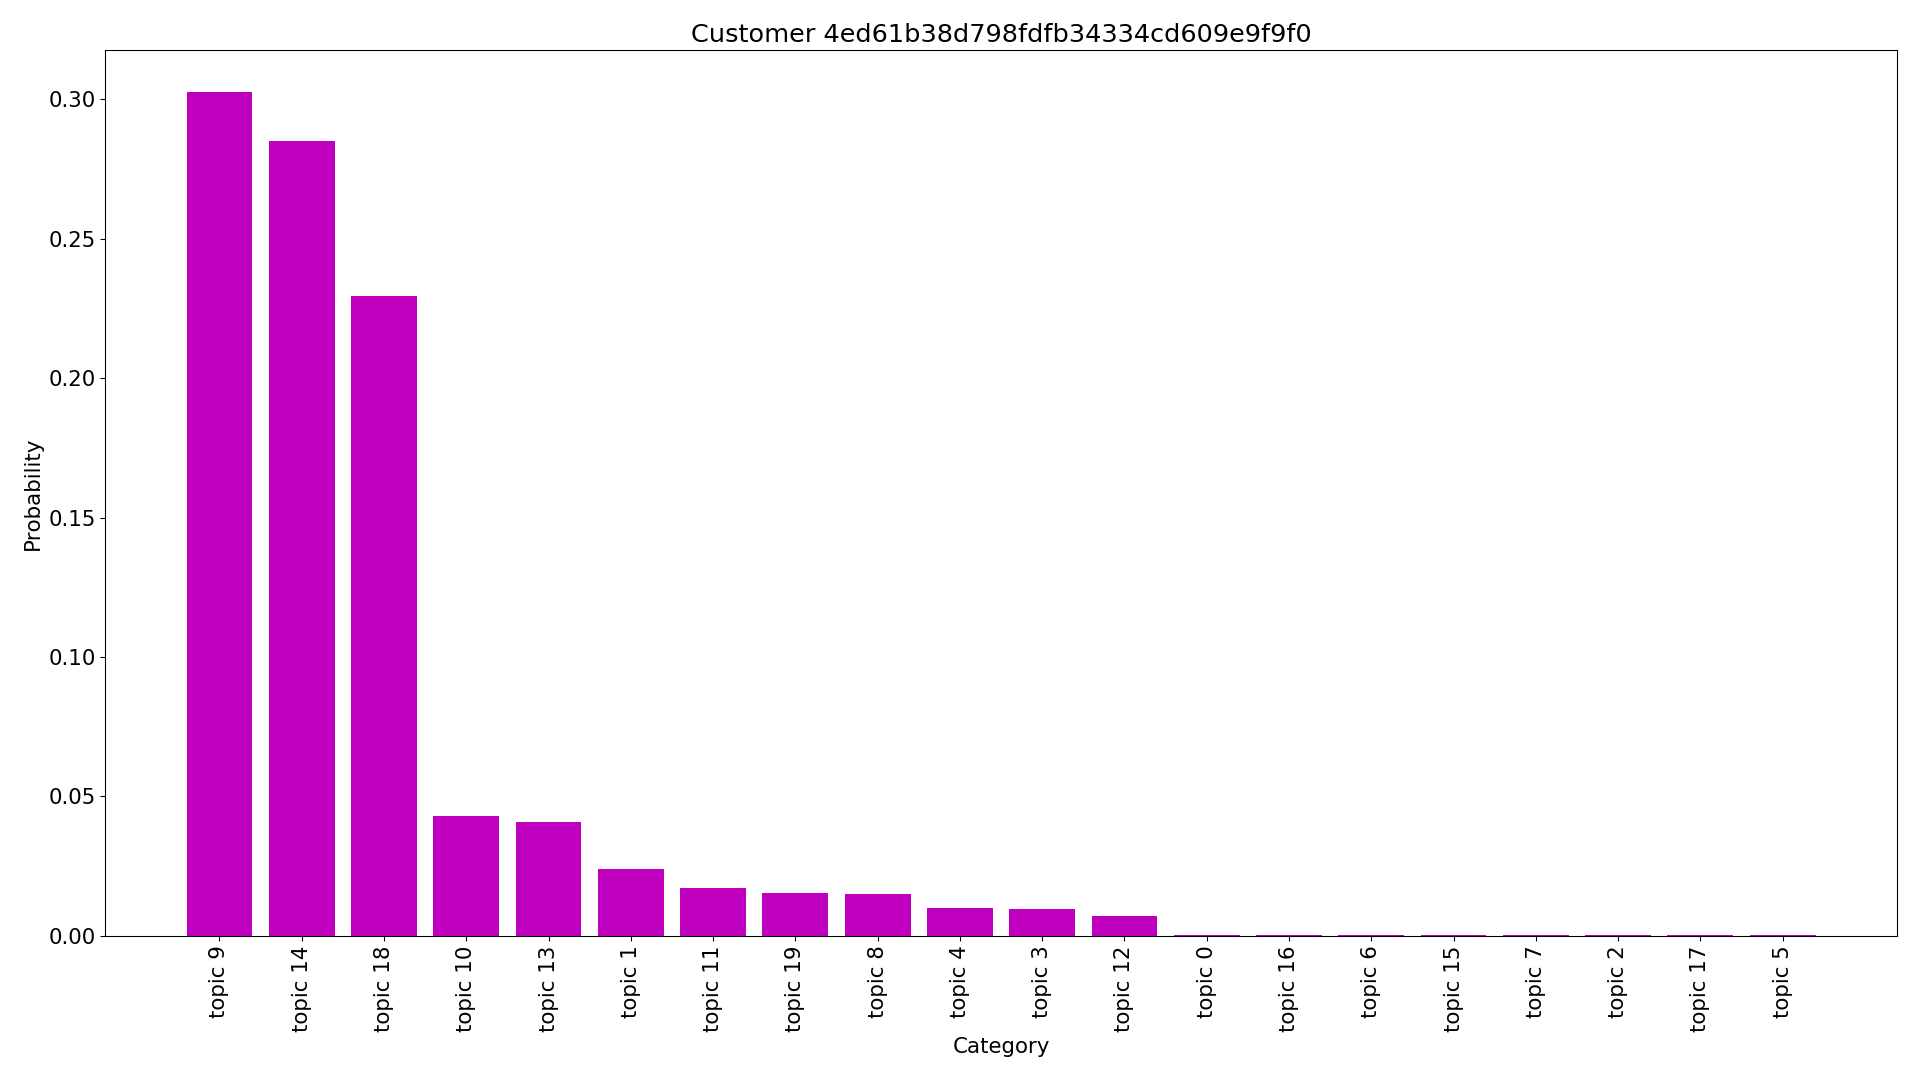 Customer 4ed61b38d798fdfb34334cd609e9f9f0
Probability
0.30
0.25
0.20
0.15
0.10
0.05
0.00
topic 9
topic 14
topic 18
topic 10
topic 13
topic 1
topic 11
topic 19
topic 8
topic 4
topic 3
topic 12
topic 0
topic 16
topic 6
topic 15
topic 7
topic 2
topic 17
topic 5
Category